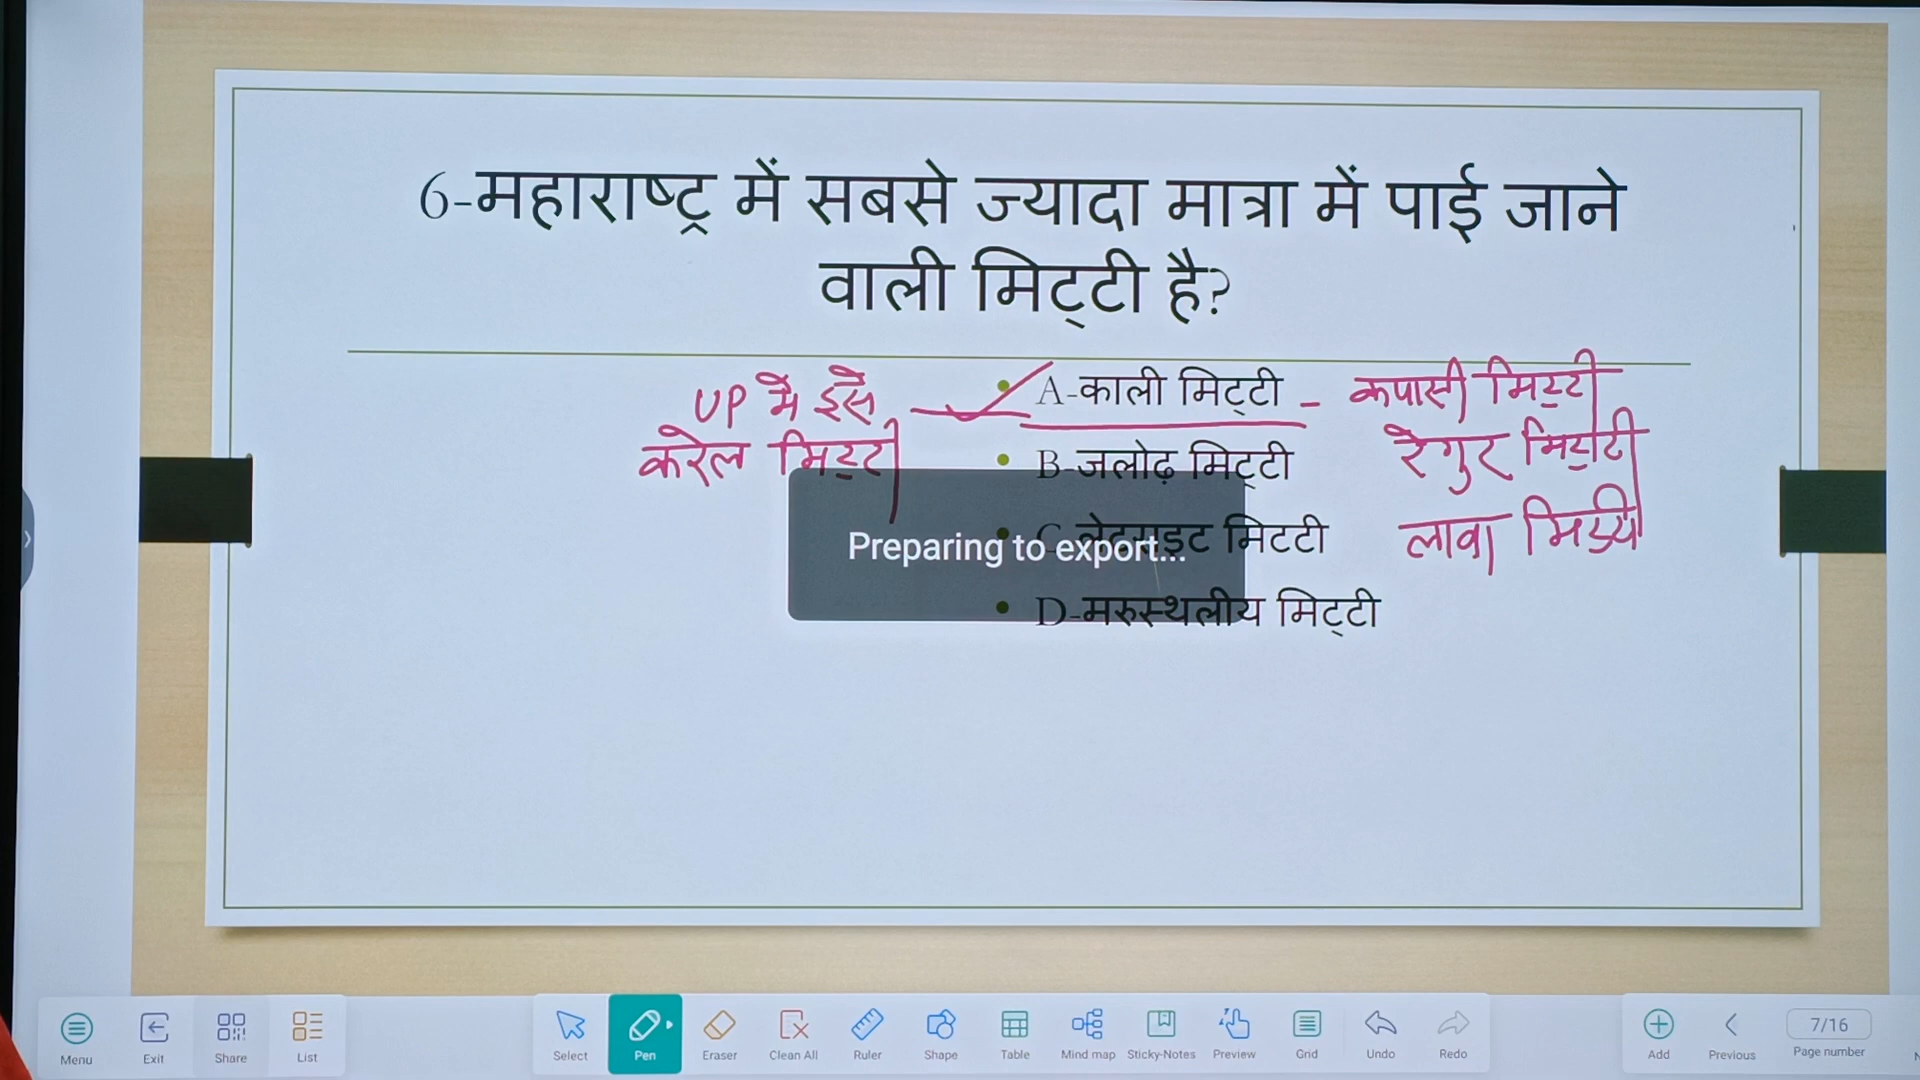 6-महाराष्ट्र में सबसे ज्यादा मात्रा में पाई जाने
वाली मिट्टी है?
UP मे इसे
करेल मिट्टी
A-काली मिट्टी - कपासी मिट्टी
B-जलोढ़ मिट्टी
रेगुर मिट्टी
C-लेटराइट मिटटी
लावा मिट्टी
Preparing to export...
D-मरुस्थलीय मिट्टी
Menu
Exit
Share
List
Select
Pen
Eraser
Clean All
Ruler
Shape
Table
Mind map
Sticky-Notes
Preview
Grid
Undo
Redo
Add
Previous
7/16
Page number